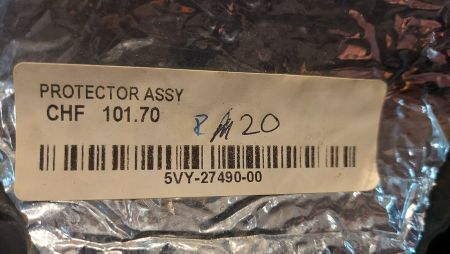 PROTECTOR ASSY
CHF 101.70
20
5VY-27490-00